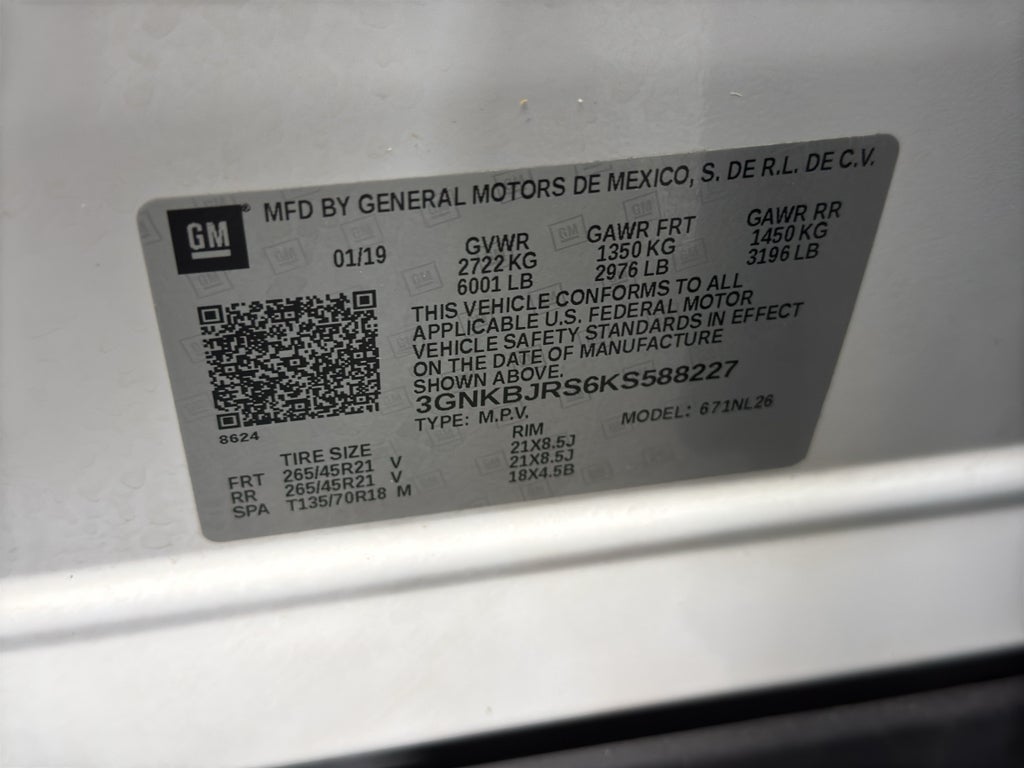 GM® MFD BY GENERAL MOTORS DE MEXICO, S. DE R.L. DE C.V.
01/19 GVWR GAWR FRT GAWR RR
2722 KG 1350 KG 1450 KG
6001 LB 2976 LB 3196 LB
THIS VEHICLE CONFORMS TO ALL
APPLICABLE U.S. FEDERAL MOTOR
VEHICLE SAFETY STANDARDS IN EFFECT
ON THE DATE OF MANUFACTURE
SHOWN ABOVE.
3GNKBJRS6KS588227
TYPE: M.P.V. MODEL: 671NL26
8624
TIRE SIZE RIM
FRT 265/45R21 V 21X8.5J
RR 265/45R21 V 21X8.5J
SPA T135/70R18 M 18X4.5B